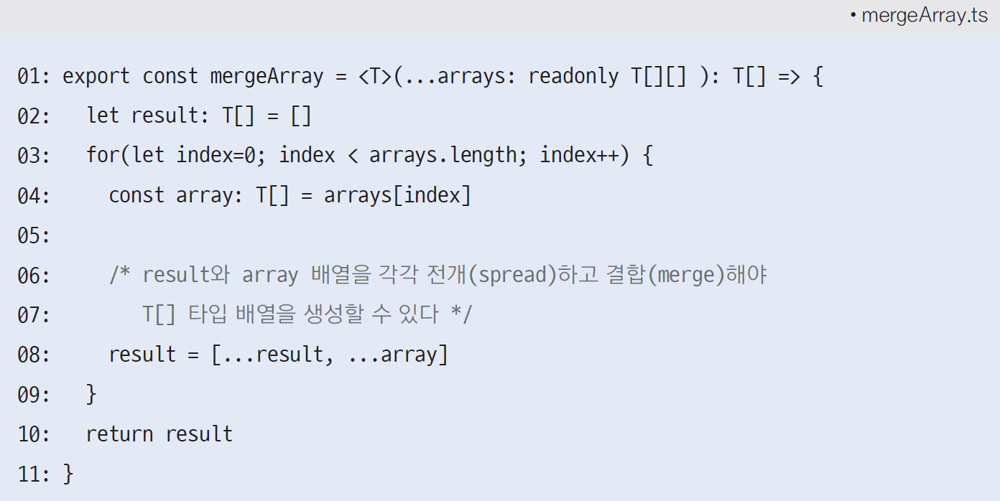 • mergeArray.ts
01: export const mergeArray = <T>(...arrays: readonly T[][] ): T[] => {
02:   let result: T[] = []
03:   for(let index=0; index < arrays.length; index++) {
04:     const array: T[] = arrays[index]
05:
06:     /* result와 array 배열을 각각 전개(spread)하고 결합(merge)해야
07:        T[] 타입 배열을 생성할 수 있다 */
08:     result = [...result, ...array]
09:   }
10:   return result
11: }